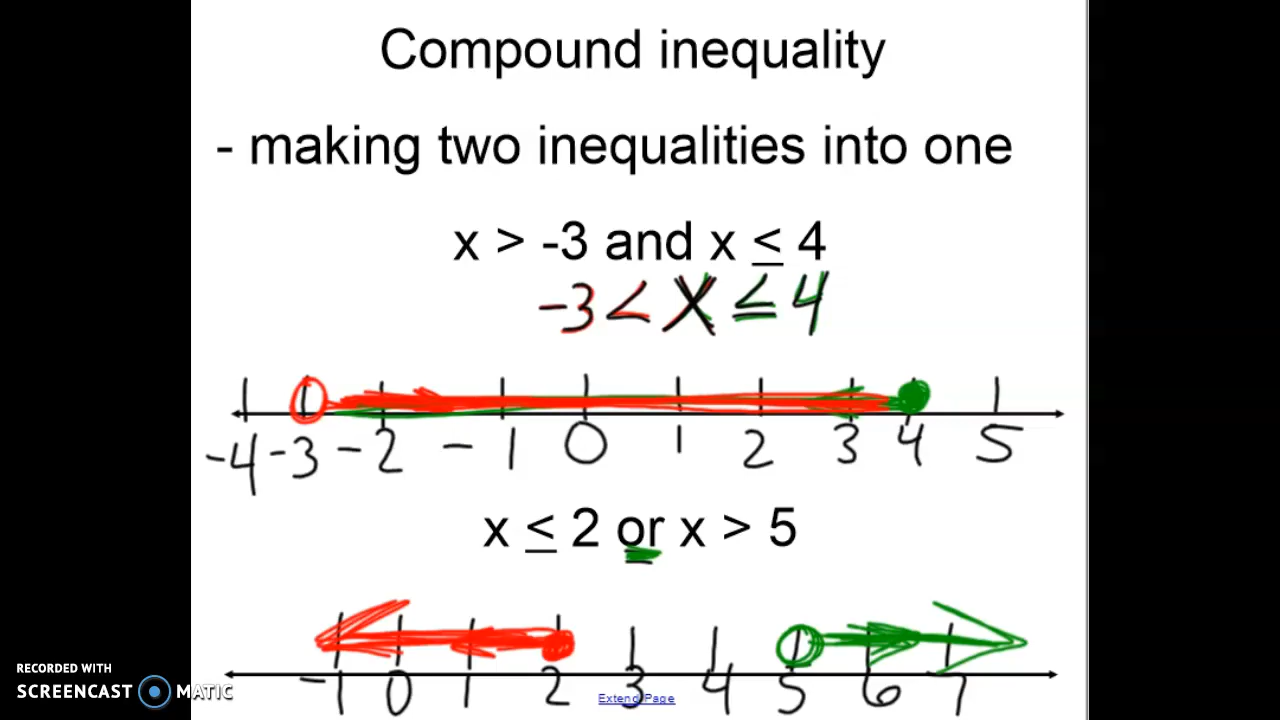 Compound inequality
- making two inequalities into one
x > -3 and x ≤ 4
-3 < x ≤ 4
-4 -3 -2 -1 0 1 2 3 4 5
x ≤ 2 or x > 5
-1 0 1 2 3 4 5 6 7
Extend Page
RECORDED WITH
SCREENCAST MATIC